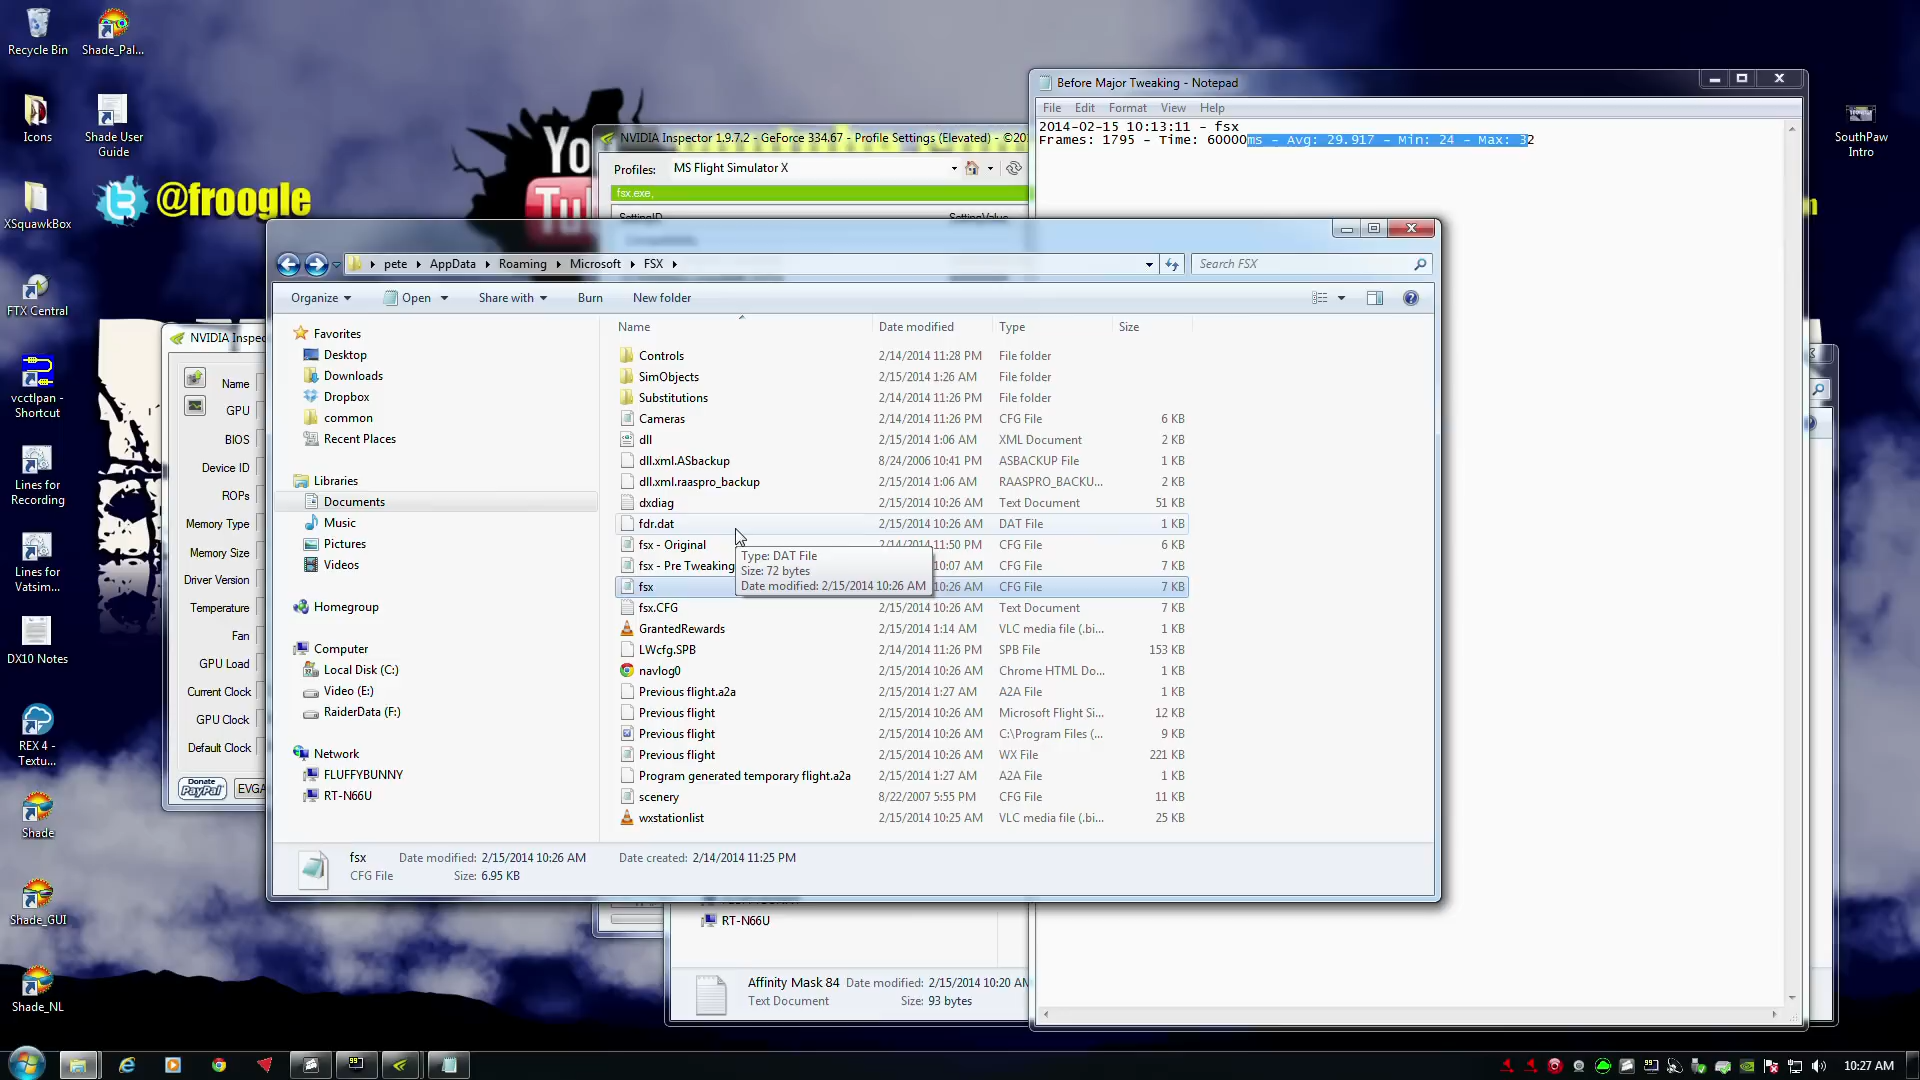 Recycle Bin
Shade_Pal...
Icons
Shade User Guide
XSquawkBox
@froogle
FTX Central
vcctlpan - Shortcut
Lines for Recording
Lines for Vatsim...
DX10 Notes
REX 4 - Textu...
Shade
Shade_GUI
Shade_NL
SouthPaw Intro
Yo
Tu
NVIDIA Inspector 1.9.7.2 - GeForce 334.67 - Profile Settings (Elevated) - ©20
Profiles: MS Flight Simulator X
fsx.exe,
SettingID SettingValue
Before Major Tweaking - Notepad
File Edit Format View Help
2014-02-15 10:13:11 - fsx
Frames: 1795 - Time: 60000ms - Avg: 29.917 - Min: 24 - Max: 32
NVIDIA Inspec
Name
GPU
BIOS
Device ID
ROPs
Memory Type
Memory Size
Driver Version
Temperature
Fan
GPU Load
Current Clock
GPU Clock
Default Clock
Donate
PayPal
EVGA
pete AppData Roaming Microsoft FSX
Search FSX
Organize Open Share with Burn New folder
Favorites
Desktop
Downloads
Dropbox
common
Recent Places
Libraries
Documents
Music
Pictures
Videos
Homegroup
Computer
Local Disk (C:)
Video (E:)
RaiderData (F:)
Network
FLUFFYBUNNY
RT-N66U
Name Date modified Type Size
Controls 2/14/2014 11:28 PM File folder
SimObjects 2/15/2014 1:26 AM File folder
Substitutions 2/14/2014 11:26 PM File folder
Cameras 2/14/2014 11:26 PM CFG File 6 KB
dll 2/15/2014 1:06 AM XML Document 2 KB
dll.xml.ASbackup 8/24/2006 10:41 PM ASBACKUP File 1 KB
dll.xml.raaspro_backup 2/15/2014 1:06 AM RAASPRO_BACKU... 2 KB
dxdiag 2/15/2014 10:26 AM Text Document 51 KB
fdr.dat 2/15/2014 10:26 AM DAT File 1 KB
fsx - Original 2/14/2014 11:50 PM CFG File 6 KB
fsx - Pre Tweaking 10:07 AM CFG File 7 KB
fsx 10:26 AM CFG File 7 KB
fsx.CFG 2/15/2014 10:26 AM Text Document 7 KB
GrantedRewards 2/15/2014 1:14 AM VLC media file (.bi... 1 KB
LWcfg.SPB 2/14/2014 11:26 PM SPB File 153 KB
navlog0 2/15/2014 10:26 AM Chrome HTML Do... 2 KB
Previous flight.a2a 2/15/2014 1:27 AM A2A File 1 KB
Previous flight 2/15/2014 10:26 AM Microsoft Flight Si... 12 KB
Previous flight 2/15/2014 10:26 AM C:\Program Files (... 9 KB
Previous flight 2/15/2014 10:26 AM WX File 221 KB
Program generated temporary flight.a2a 2/15/2014 1:27 AM A2A File 1 KB
scenery 8/22/2007 5:55 PM CFG File 11 KB
wxstationlist 2/15/2014 10:25 AM VLC media file (.bi... 25 KB
Type: DAT File
Size: 72 bytes
Date modified: 2/15/2014 10:26 AM
fsx Date modified: 2/15/2014 10:26 AM Date created: 2/14/2014 11:25 PM
CFG File Size: 6.95 KB
RT-N66U
Affinity Mask 84 Date modified: 2/15/2014 10:20 AM
Text Document Size: 93 bytes
10:27 AM